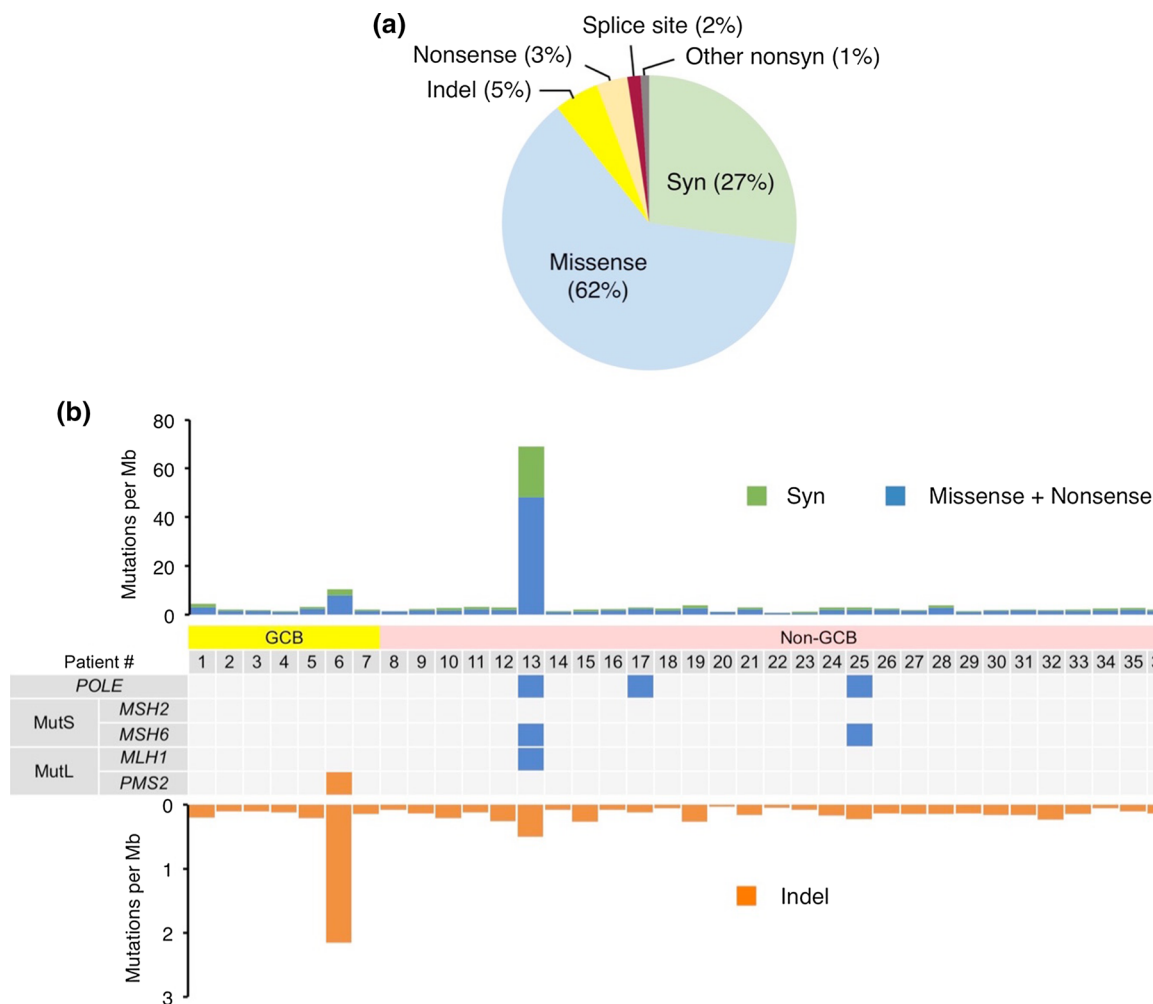 (a)
Splice site (2%)
Nonsense (3%)
Other nonsyn (1%)
Indel (5%)
Syn (27%)
Missense
(62%)
(b)
Mutations per Mb
80
60
40
20
0
Syn
Missense + Nonsense
GCB
Non-GCB
Patient #
1 2 3 4 5 6 7 8 9 10 11 12 13 14 15 16 17 18 19 20 21 22 23 24 25 26 27 28 29 30 31 32 33 34 35
POLE
MutS
MSH2
MSH6
MutL
MLH1
PMS2
Mutations per Mb
0
1
2
3
Indel